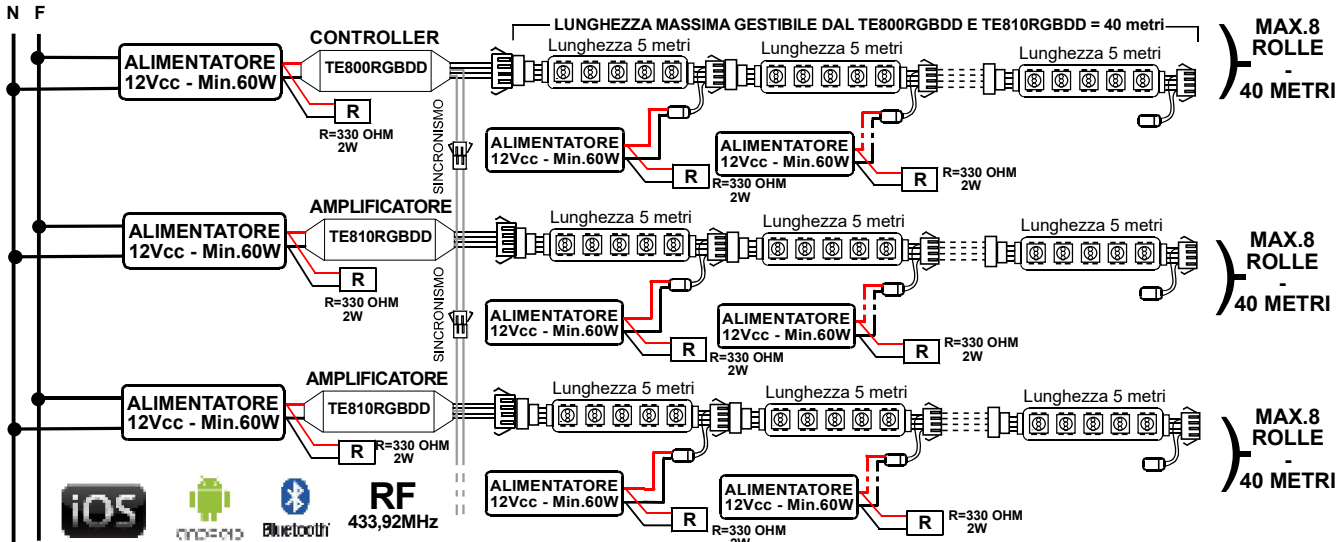 N F
LUNGHEZZA MASSIMA GESTIBILE DAL TE800RGBDD E TE810RGBDD = 40 metri
CONTROLLER
ALIMENTATORE
12Vcc - Min.60W
TE800RGBDD
R
R=330 OHM
2W
SINCRONISMO
Lunghezza 5 metri
Lunghezza 5 metri
Lunghezza 5 metri
ALIMENTATORE
12Vcc - Min.60W
R
R=330 OHM
2W
ALIMENTATORE
12Vcc - Min.60W
R
R=330 OHM
2W
MAX.8
ROLLE
-
40 METRI
AMPLIFICATORE
ALIMENTATORE
12Vcc - Min.60W
TE810RGBDD
R
R=330 OHM
2W
SINCRONISMO
Lunghezza 5 metri
Lunghezza 5 metri
Lunghezza 5 metri
ALIMENTATORE
12Vcc - Min.60W
R
R=330 OHM
2W
ALIMENTATORE
12Vcc - Min.60W
R
R=330 OHM
2W
MAX.8
ROLLE
-
40 METRI
AMPLIFICATORE
ALIMENTATORE
12Vcc - Min.60W
TE810RGBDD
R
R=330 OHM
2W
Lunghezza 5 metri
Lunghezza 5 metri
Lunghezza 5 metri
ALIMENTATORE
12Vcc - Min.60W
R
R=330 OHM
2W
ALIMENTATORE
12Vcc - Min.60W
R
R=330 OHM
2W
MAX.8
ROLLE
-
40 METRI
iOS
ANDROID
Bluetooth
RF
433,92MHz